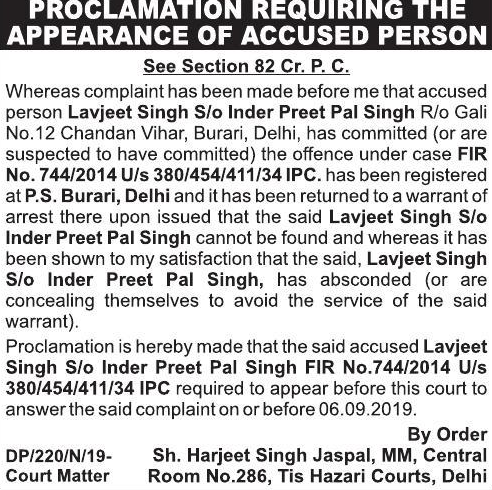 PROCLAMATION REQUIRING THE
APPEARANCE OF ACCUSED PERSON
See Section 82 Cr. P. C.
Whereas complaint has been made before me that accused
person Lavjeet Singh S/o Inder Preet Pal Singh R/o Gali
No.12 Chandan Vihar, Burari, Delhi, has committed (or are
suspected to have committed) the offence under case FIR
No. 744/2014 U/s 380/454/411/34 IPC. has been registered
at P.S. Burari, Delhi and it has been returned to a warrant of
arrest there upon issued that the said Lavjeet Singh S/o
Inder Preet Pal Singh cannot be found and whereas it has
been shown to my satisfaction that the said, Lavjeet Singh
S/o Inder Preet Pal Singh, has absconded (or are
concealing themselves to avoid the service of the said
warrant).
Proclamation is hereby made that the said accused Lavjeet
Singh S/o Inder Preet Pal Singh FIR No.744/2014 U/s
380/454/411/34 IPC required to appear before this court to
answer the said complaint on or before 06.09.2019.
By Order
DP/220/N/19- Sh. Harjeet Singh Jaspal, MM, Central
Court Matter Room No.286, Tis Hazari Courts, Delhi